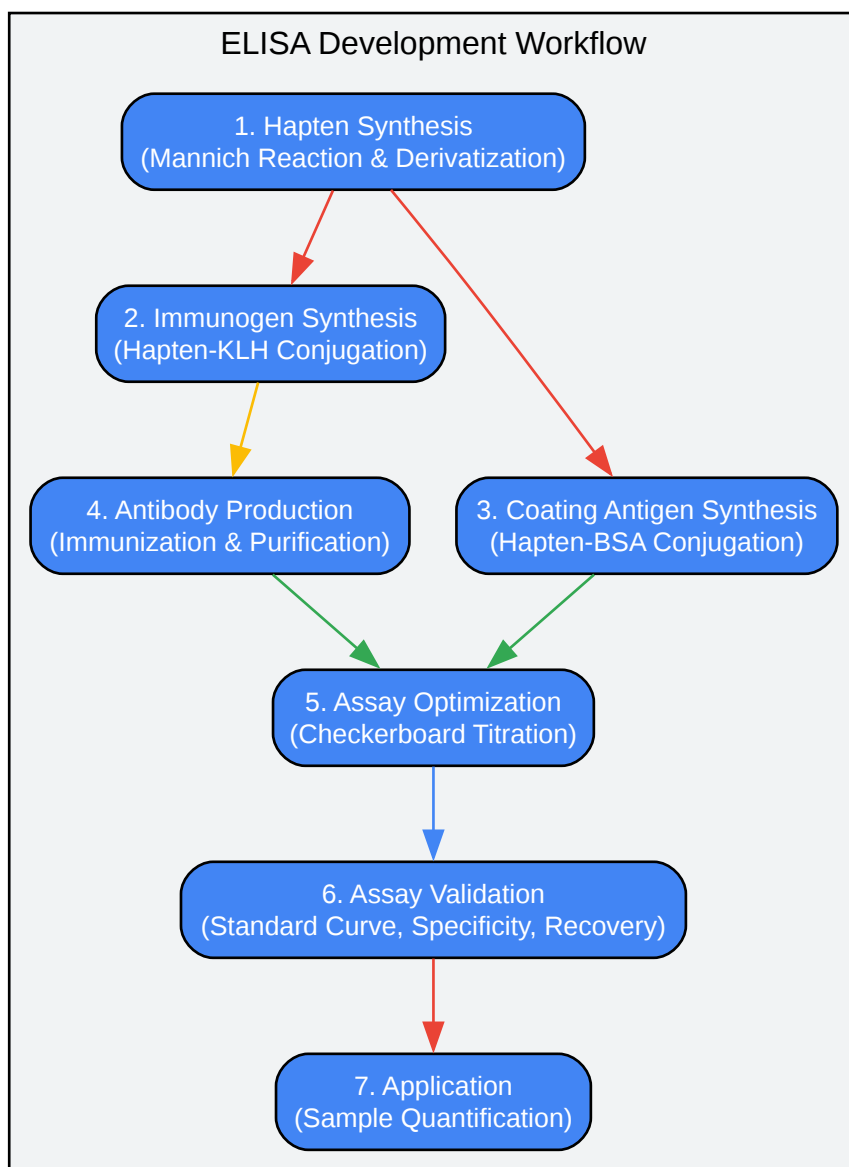 ELISA Development Workflow
1. Hapten Synthesis
(Mannich Reaction & Derivatization)
2. Immunogen Synthesis
(Hapten-KLH Conjugation)
4. Antibody Production
(Immunization & Purification)
3. Coating Antigen Synthesis
(Hapten-BSA Conjugation)
5. Assay Optimization
(Checkerboard Titration)
6. Assay Validation
(Standard Curve, Specificity, Recovery)
7. Application
(Sample Quantification)